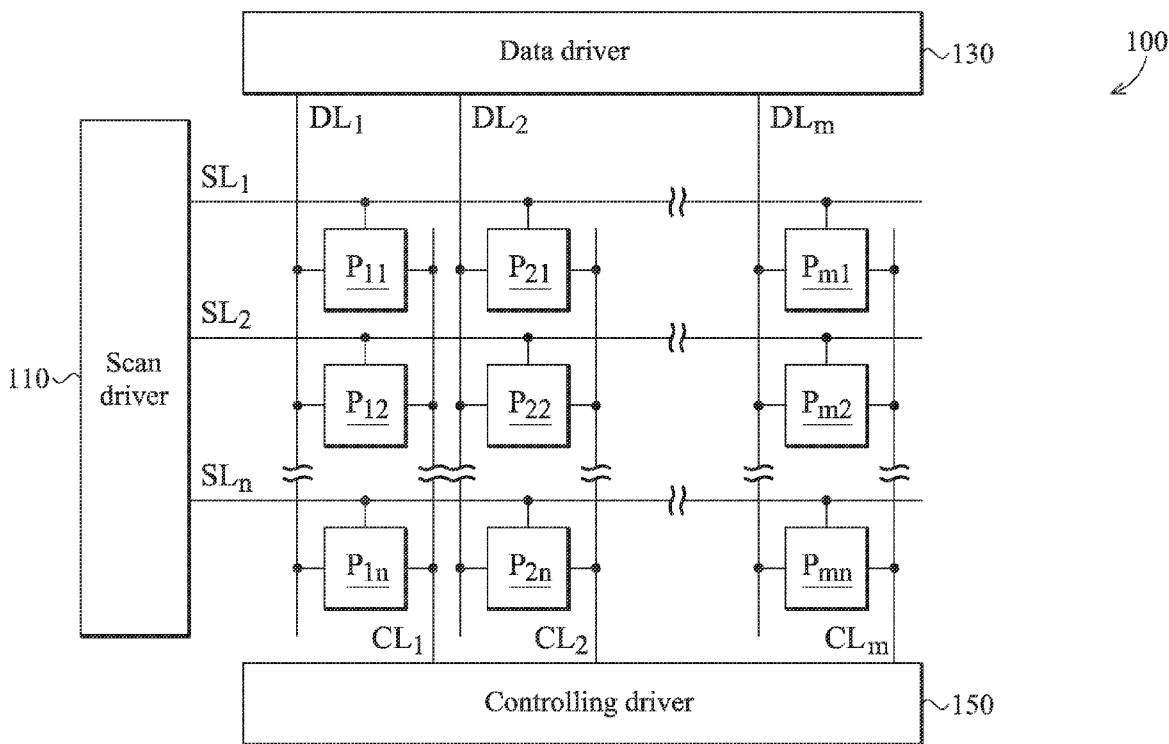 Data driver
130
100
DL1
DL2
DLm
SL1
P11
P21
Pm1
SL2
110
Scan
driver
P12
P22
Pm2
SLn
P1n
P2n
Pmn
CL1
CL2
CLm
Controlling driver
150